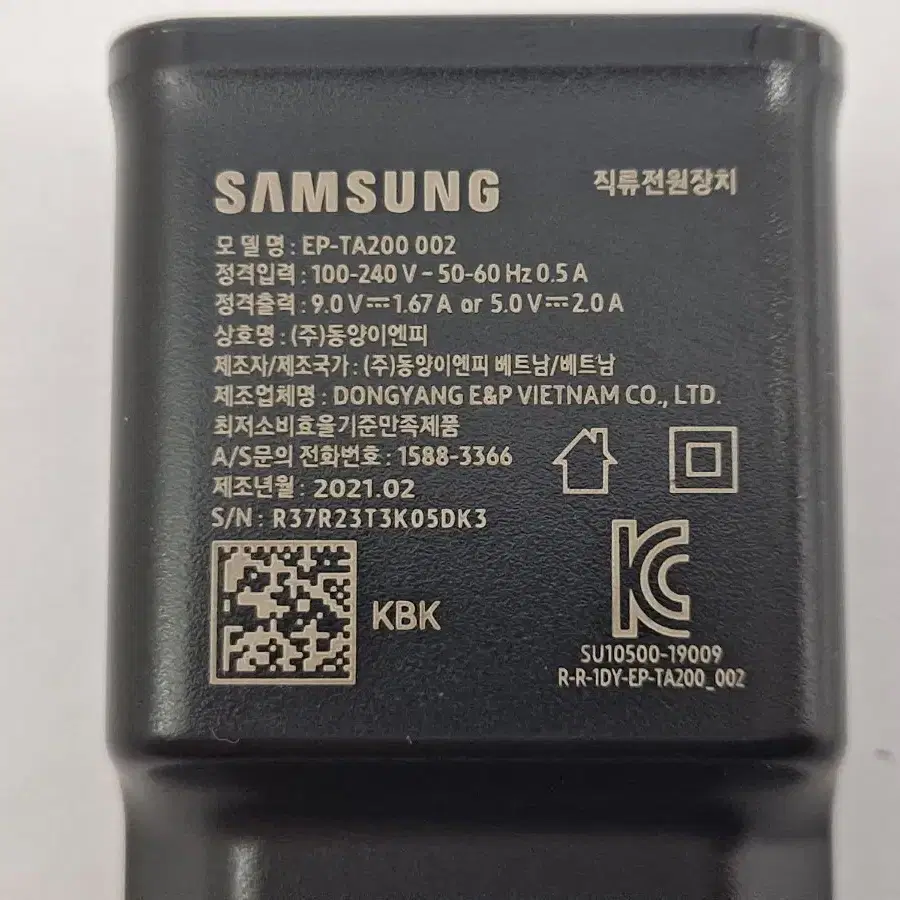 SAMSUNG 직류전원장치
모델명 : EP-TA200 002
정격입력 : 100-240 V ~ 50-60 Hz 0.5 A
정격출력 : 9.0 V⎓1.67 A or 5.0 V⎓2.0 A
상호명 : (주)동양이엔피
제조자/제조국가 : (주)동양이엔피 베트남/베트남
제조업체명 : DONGYANG E&P VIETNAM CO., LTD.
최저소비효율기준만족제품
A/S문의 전화번호 : 1588-3366
제조년월 : 2021.02
S/N : R37R23T3K05DK3
KBK
SU10500-19009
R-R-1DY-EP-TA200_002